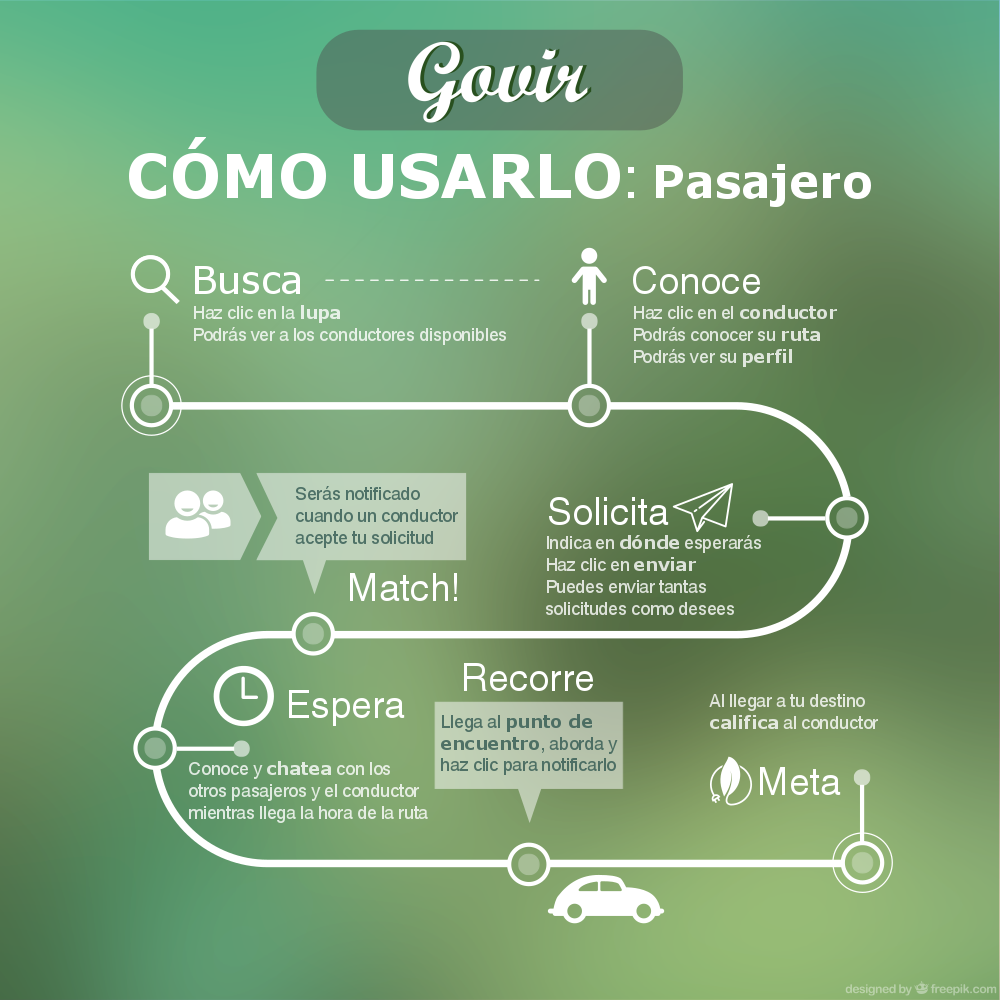 Govir
CÓMO USARLO: Pasajero
Busca
Haz clic en la lupa
Podrás ver a los conductores disponibles
Conoce
Haz clic en el conductor
Podrás conocer su ruta
Podrás ver su perfil
Solicita
Indica en dónde esperarás
Haz clic en enviar
Puedes enviar tantas
solicitudes como desees
Serás notificado
cuando un conductor
acepte tu solicitud
Match!
Espera
Conoce y chatea con los
otros pasajeros y el conductor
mientras llega la hora de la ruta
Recorre
Llega al punto de
encuentro, aborda y
haz clic para notificarlo
Al llegar a tu destino
califica al conductor
Meta
designed by freepik.com